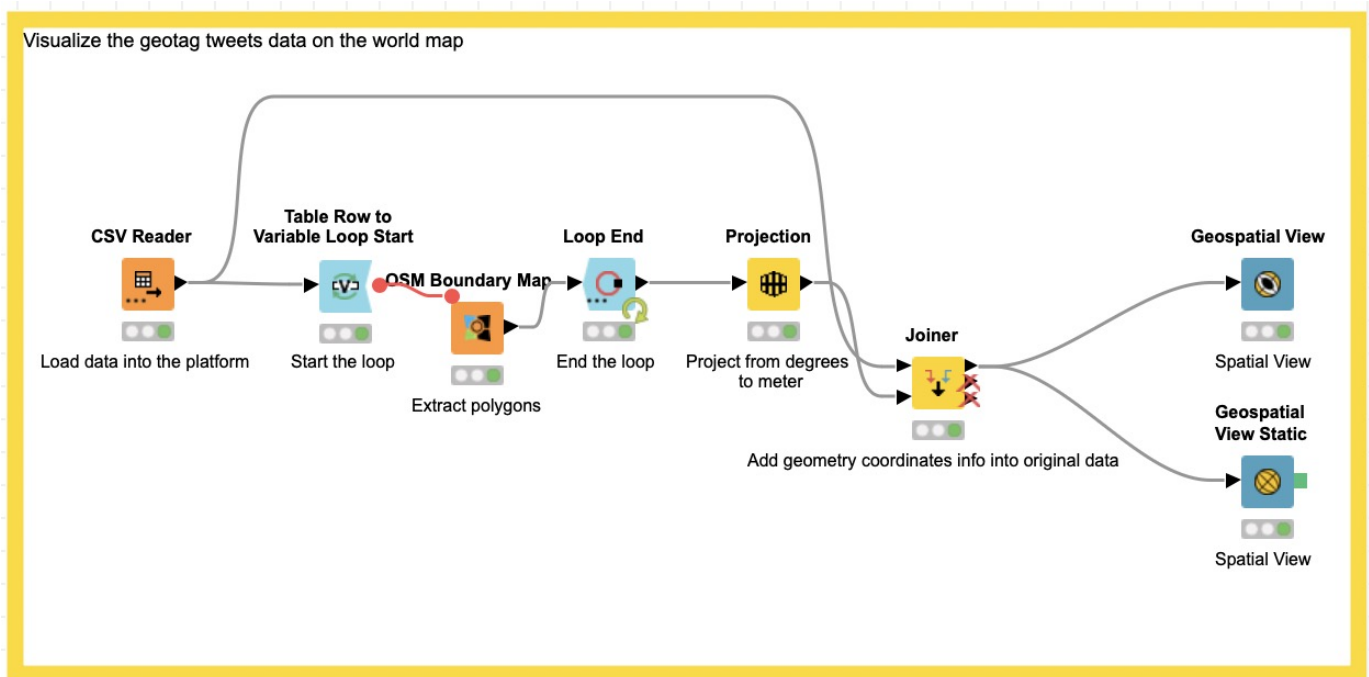 Visualize the geotag tweets data on the world map
CSV Reader
Load data into the platform
Table Row to
Variable Loop Start
V
Start the loop
OSM Boundary Map
Extract polygons
Loop End
End the loop
Projection
Project from degrees
to meter
Joiner
Add geometry coordinates info into original data
Geospatial View
Spatial View
Geospatial
View Static
Spatial View